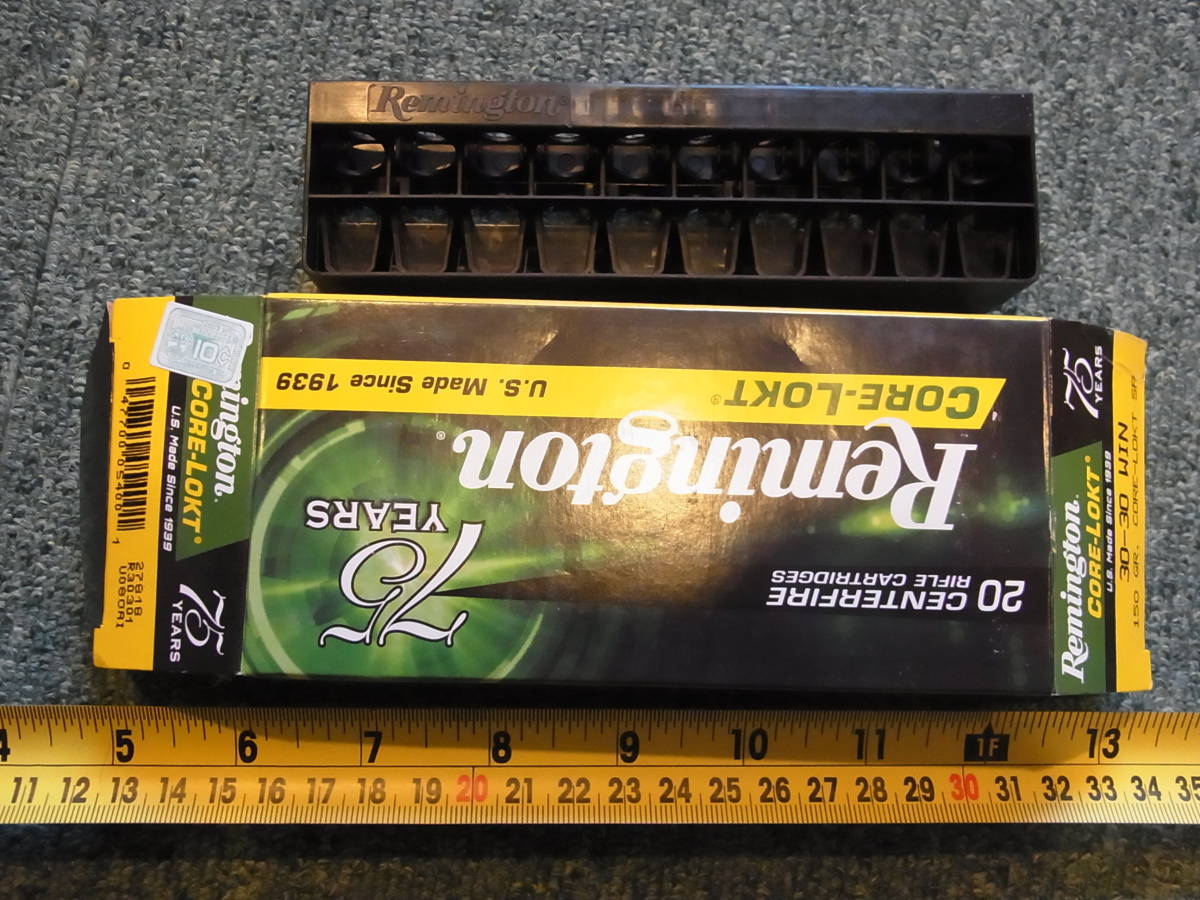 Remington
CORE-LOKT®
U.S. Made Since 1939
Remington®
75
YEARS
20 CENTERFIRE
RIFLE CARTRIDGES
Remington®
CORE-LOKT®
U.S. Made Since 1939
75
YEARS
27818
R30301
Remington®
CORE-LOKT®
U.S. Made Since 1939
75
YEARS
30-30 WIN
150 GR. CORE-LOKT SP
4 5 6 7 8 9 10 11 1F 13
11 12 13 14 15 16 17 18 19 20 21 22 23 24 25 26 27 28 29 30 31 32 33 34 35